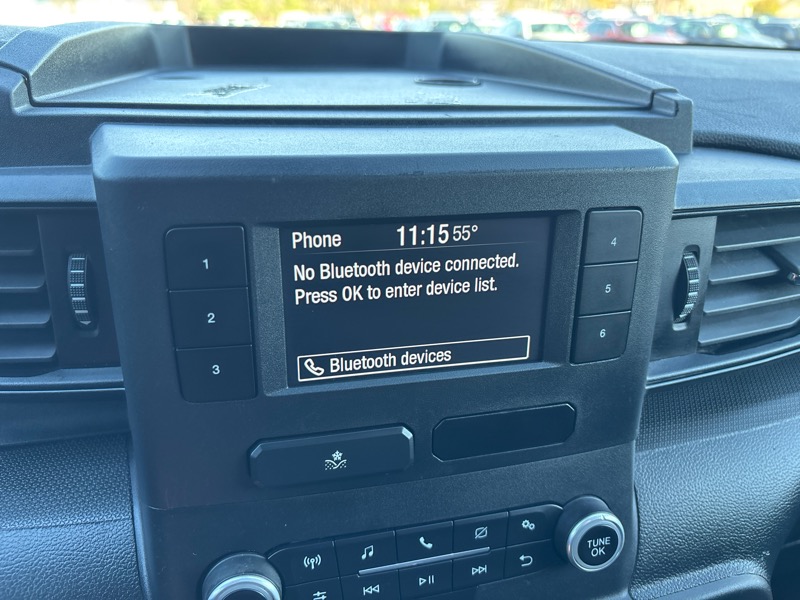 Phone 11:15 55°
No Bluetooth device connected.
Press OK to enter device list.
Bluetooth devices
1
2
3
4
5
6
TUNE
OK